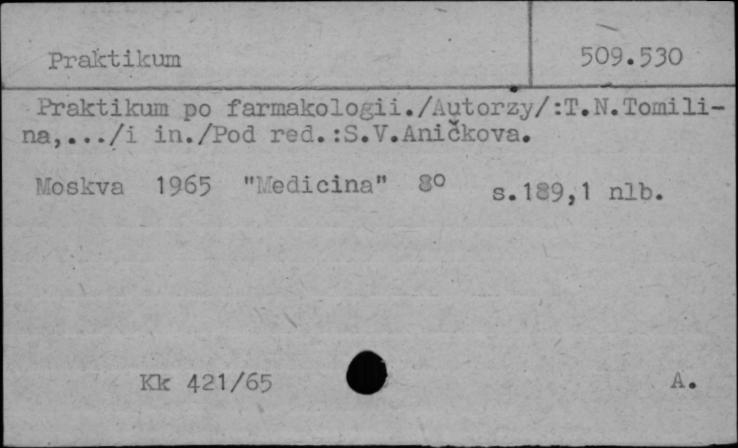 Praktikum 509.530
Praktikum po farmakologii./Autorzy/:T.N.Tomili-
na,.../i in./Pod red.:S.V.Aničkova.
Moskva 1965 "Medicina" 8º s.189,1 nlb.
Kk 421/65 A.